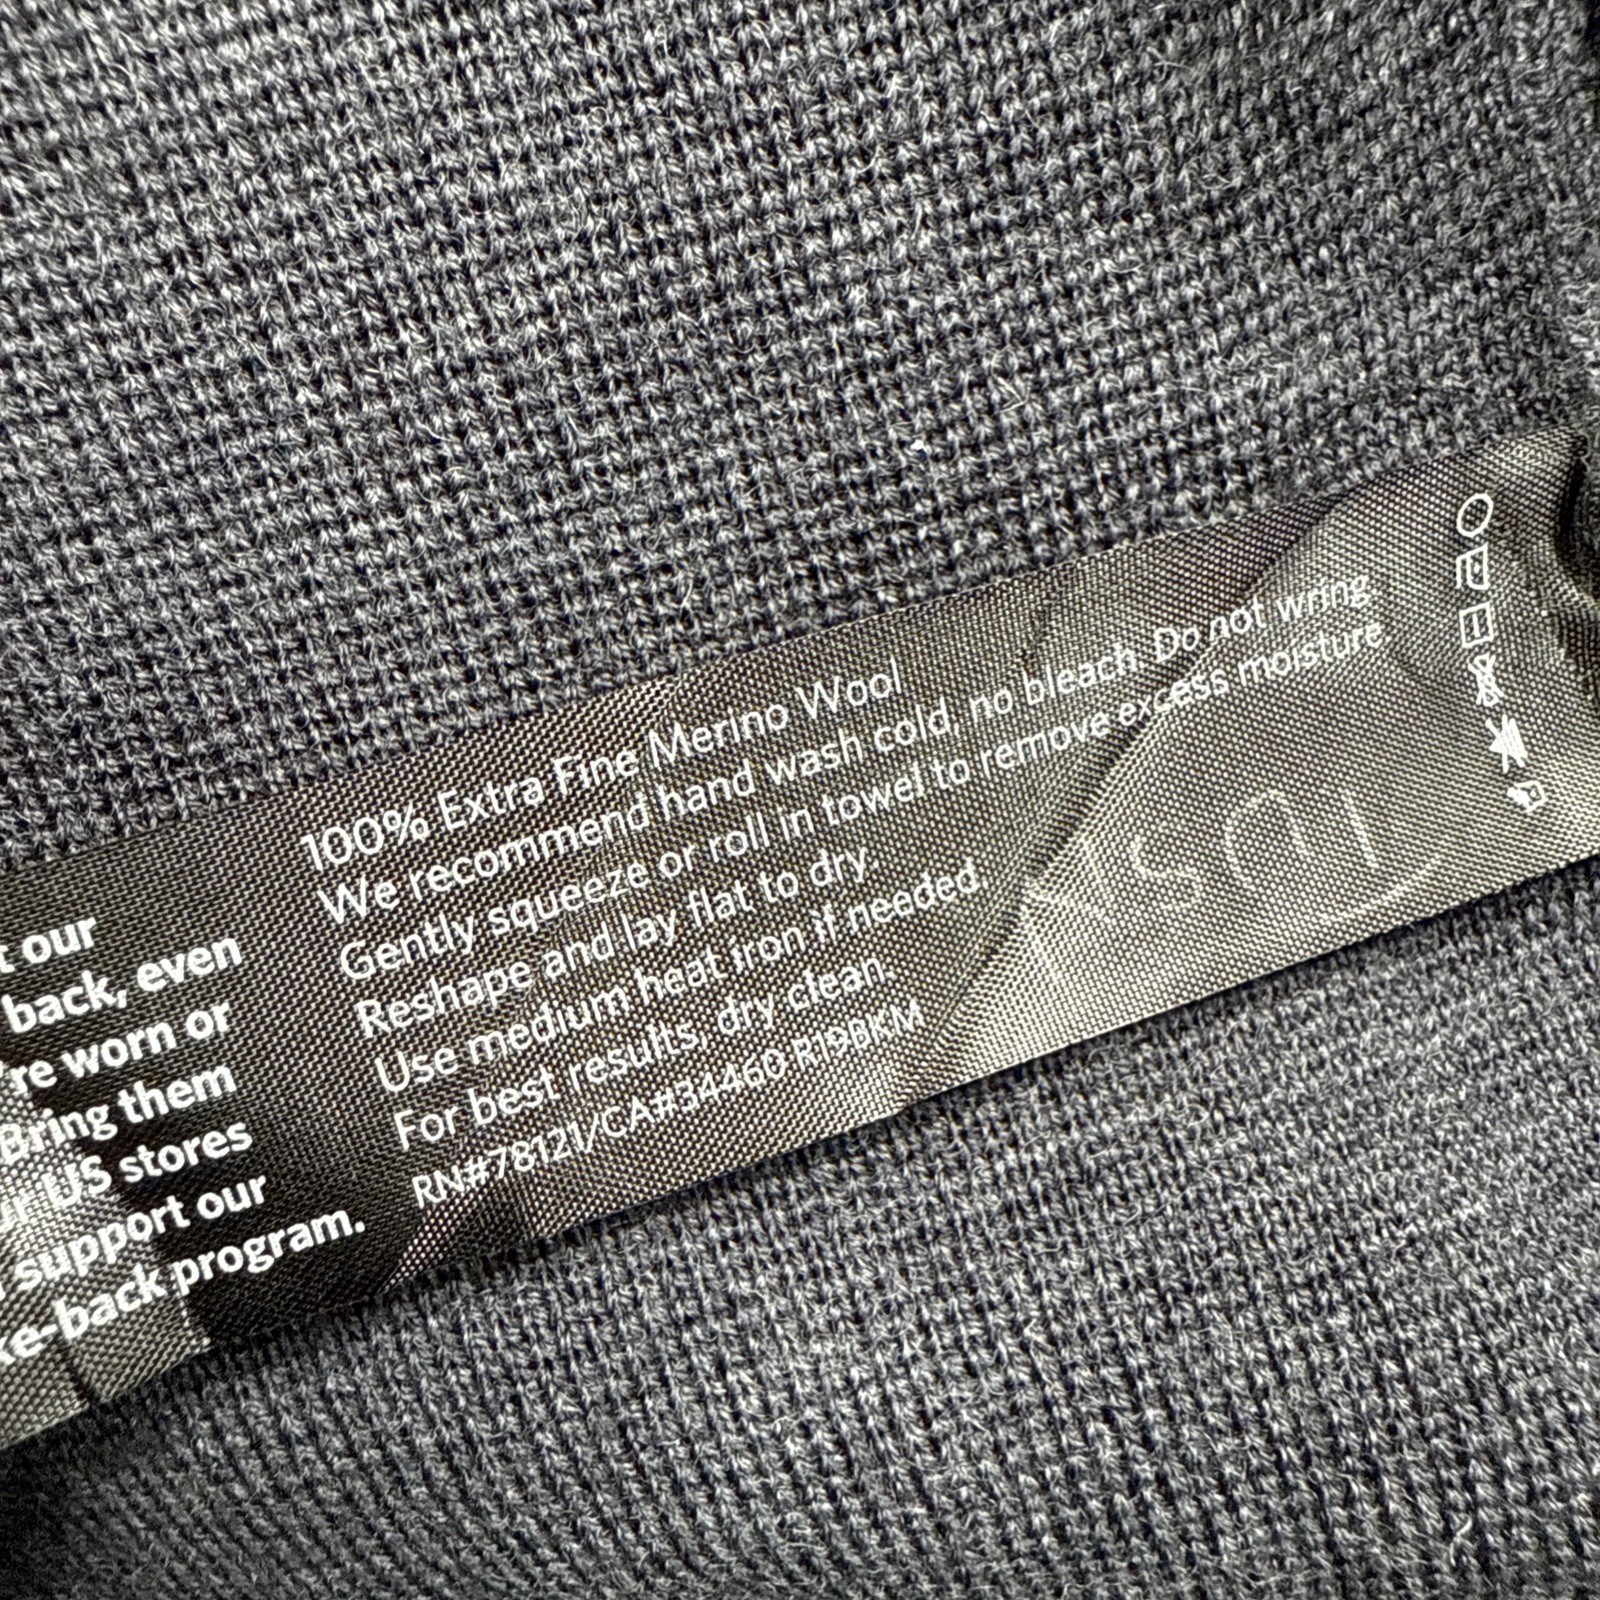 t our
back, even
're worn or
Bring them
ur US stores
support our
ke-back program.
100% Extra Fine Merino Wool
We recommend hand wash cold, no bleach. Do not wring
Gently squeeze or roll in towel to remove excess moisture
Reshape and lay flat to dry.
Use medium heat iron if needed.
For best results, dry clean.
RN#78121/CA#34460 R19BKM